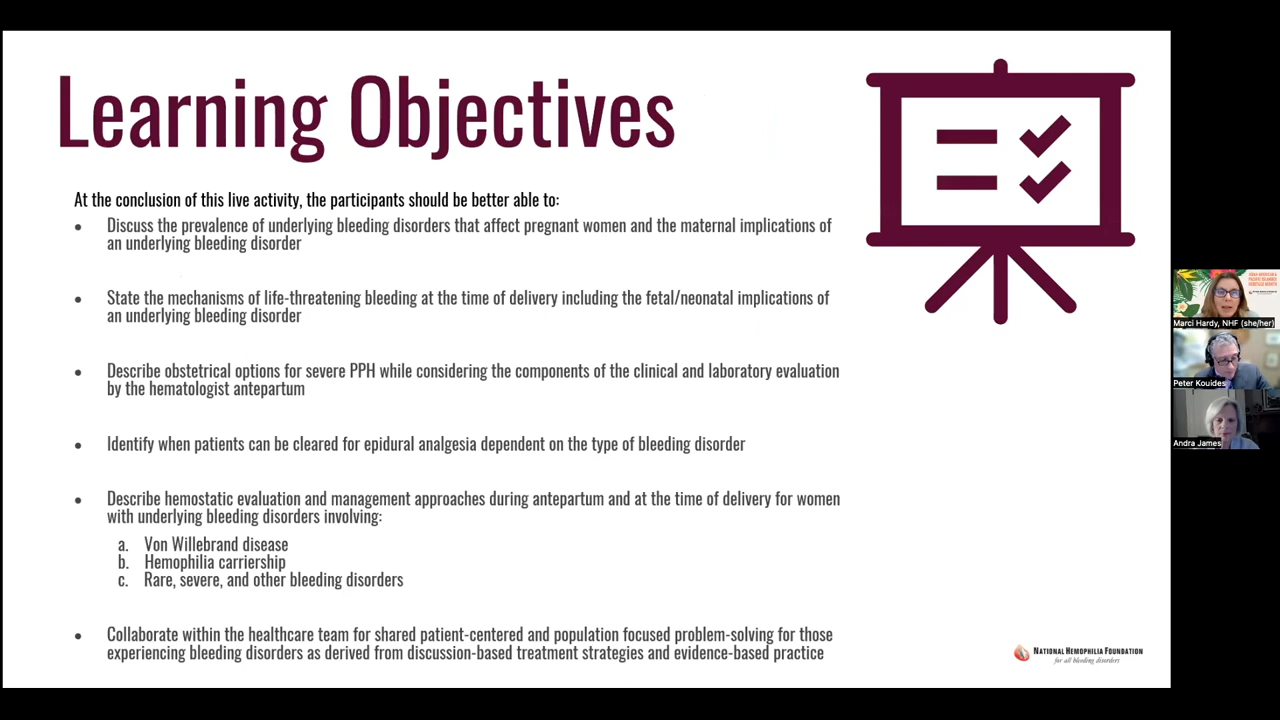 Learning Objectives
At the conclusion of this live activity, the participants should be better able to:
• Discuss the prevalence of underlying bleeding disorders that affect pregnant women and the maternal implications of
an underlying bleeding disorder
• State the mechanisms of life-threatening bleeding at the time of delivery including the fetal/neonatal implications of
an underlying bleeding disorder
• Describe obstetrical options for severe PPH while considering the components of the clinical and laboratory evaluation
by the hematologist antepartum
• Identify when patients can be cleared for epidural analgesia dependent on the type of bleeding disorder
• Describe hemostatic evaluation and management approaches during antepartum and at the time of delivery for women
with underlying bleeding disorders involving:
a. Von Willebrand disease
b. Hemophilia carriership
c. Rare, severe, and other bleeding disorders
• Collaborate within the healthcare team for shared patient-centered and population focused problem-solving for those
experiencing bleeding disorders as derived from discussion-based treatment strategies and evidence-based practice
NATIONAL HEMOPHILIA FOUNDATION
for all bleeding disorders
Marci Hardy, NHF (she/her)
Peter Kouides
Andra James